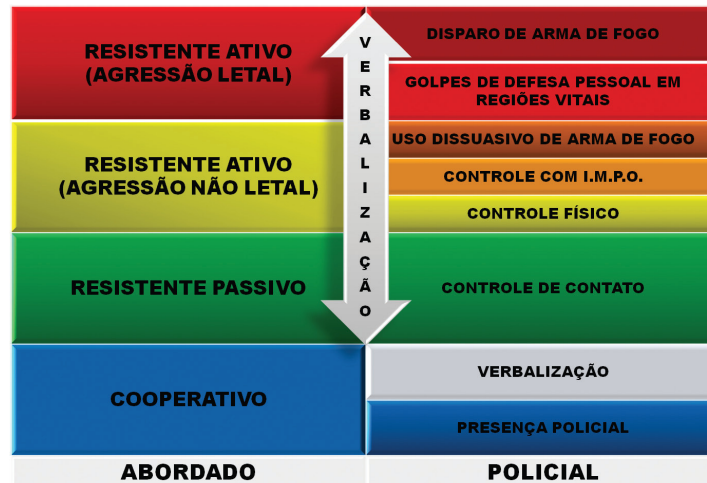 RESISTENTE ATIVO
(AGRESSÃO LETAL)
RESISTENTE ATIVO
(AGRESSÃO NÃO LETAL)
RESISTENTE PASSIVO
COOPERATIVO
ABORDADO
VERBALIZAÇÃO
DISPARO DE ARMA DE FOGO
GOLPES DE DEFESA PESSOAL EM
REGIÕES VITAIS
USO DISSUASIVO DE ARMA DE FOGO
CONTROLE COM I.M.P.O.
CONTROLE FÍSICO
CONTROLE DE CONTATO
VERBALIZAÇÃO
PRESENÇA POLICIAL
POLICIAL